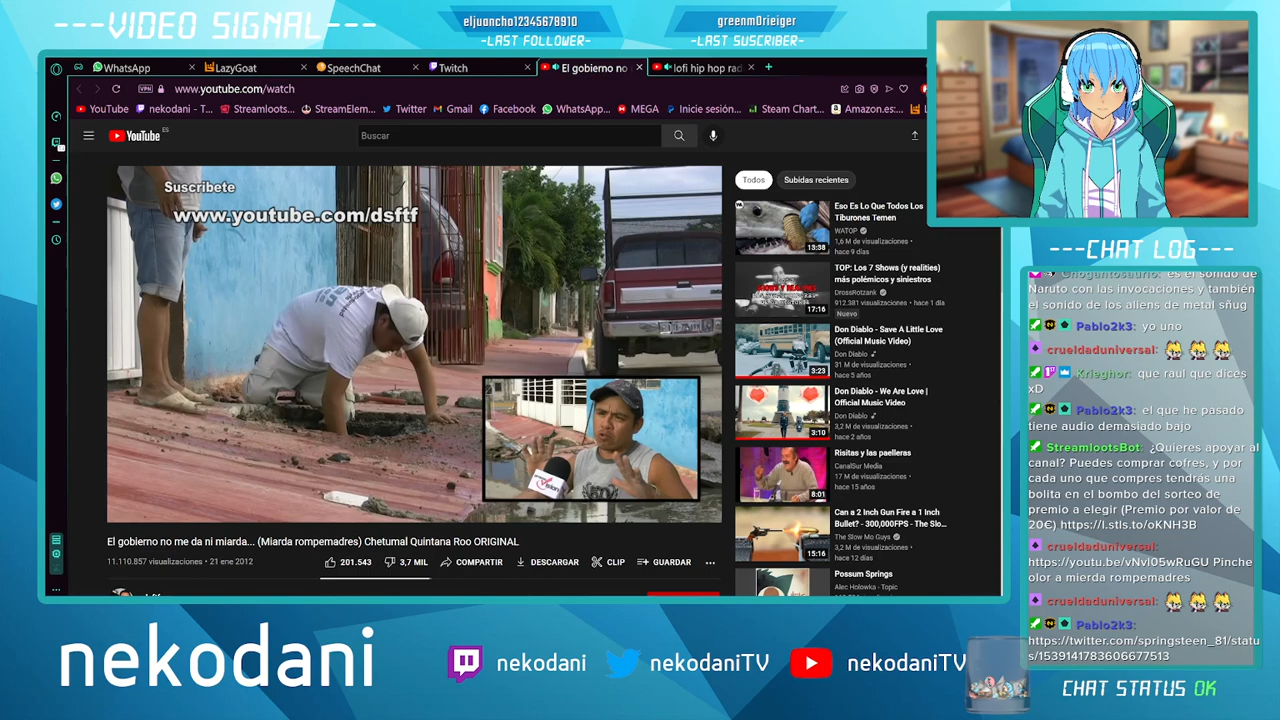 ---VIDEO SIGNAL---
eljuancho12345678910
-LAST FOLLOWER-
greenm0rieiger
-LAST SUSCRIBER-
WhatsApp
LazyGoat
SpeechChat
Twitch
El gobierno no
lofi hip hop rad
VPN
www.youtube.com/watch
YouTube
nekodani - T...
Streamloots...
StreamElem...
Twitter
Gmail
Facebook
WhatsApp...
MEGA
Inicie sesión...
Steam Chart...
Amazon.es:...
YouTube ES
Buscar
Suscribete
www.youtube.com/dsftf
Todos
Subidas recientes
Eso Es Lo Que Todos Los
Tiburones Temen
WATOP
1,6 M de visualizaciones •
hace 9 días
13:38
TOP: Los 7 Shows (y realities)
más polémicos y siniestros
DrossRotzank
912.381 visualizaciones • hace 1 día
Nuevo
17:16
Don Diablo - Save A Little Love
(Official Music Video)
Don Diablo
31 M de visualizaciones •
hace 5 años
3:23
Don Diablo - We Are Love |
Official Music Video
Don Diablo
3,2 M de visualizaciones •
hace 2 años
3:10
Risitas y las paelleras
CanalSur Media
17 M de visualizaciones •
hace 15 años
8:01
Can a 2 Inch Gun Fire a 1 Inch
Bullet? - 300,000FPS - The Slo...
The Slow Mo Guys
3,2 M de visualizaciones •
hace 12 días
15:16
Possum Springs
Alec Holowka - Topic
El gobierno no me da ni miarda... (Miarda rompemadres) Chetumal Quintana Roo ORIGINAL
11.110.857 visualizaciones • 21 ene 2012
201.543
3,7 MIL
COMPARTIR
DESCARGAR
CLIP
GUARDAR
---CHAT LOG---
Chogantosaurio: es el sonido de
Naruto con las invocaciones y también
el sonido de los aliens de metal sñug
Pablo2k3: yo uno
crueldaduniversal:
Krieghor: que raul que dices
xD
Pablo2k3: el que he pasado
tiene audio demasiado bajo
StreamlootsBot: ¿Quieres apoyar al
canal? Puedes comprar cofres, y por
cada uno que compres tendrás una
bolita en el bombo del sorteo de
premio a elegir (Premio por valor de
20€) https://l.stls.to/oKNH3B
crueldaduniversal:
https://youtu.be/vNvl05wRuGU Pinche
olor a mierda rompemadres
crueldaduniversal:
Pablo2k3:
https://twitter.com/springsteen_81/statu
s/1539141783606677513
nekodani
nekodani
nekodaniTV
nekodaniTV
CHAT STATUS OK